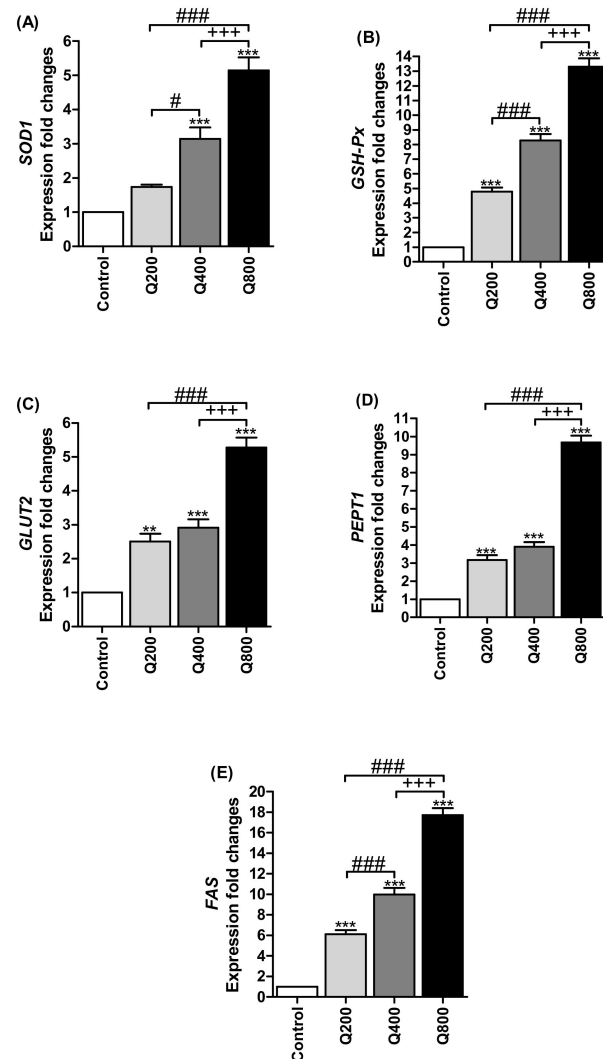 (A)
###
+++
***
#
***
SOD1
Expression fold changes
6
5
4
3
2
1
0
Control
Q200
Q400
Q800
(B)
###
+++
***
###
***
***
GSH-Px
Expression fold changes
14
13
12
11
10
9
8
7
6
5
4
3
2
1
0
Control
Q200
Q400
Q800
(C)
###
+++
***
**
***
GLUT2
Expression fold changes
6
5
4
3
2
1
0
Control
Q200
Q400
Q800
(D)
###
+++
***
***
***
PEPT1
Expression fold changes
11
10
9
8
7
6
5
4
3
2
1
0
Control
Q200
Q400
Q800
(E)
###
+++
***
###
***
***
FAS
Expression fold changes
20
18
16
14
12
10
8
6
4
2
0
Control
Q200
Q400
Q800